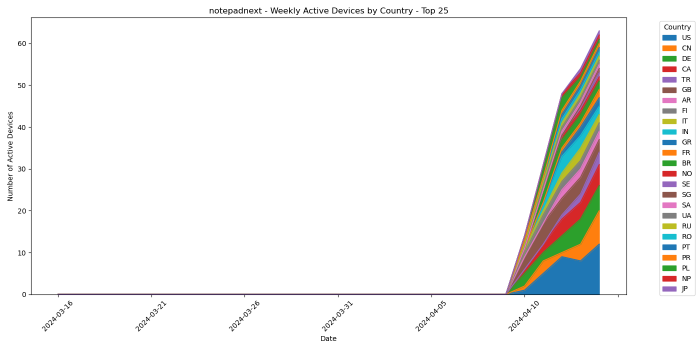 notepadnext - Weekly Active Devices by Country - Top 25
Number of Active Devices
60
50
40
30
20
10
0
2024-03-16
2024-03-21
2024-03-26
2024-03-31
2024-04-05
2024-04-10
Date
Country
US
CN
DE
CA
TR
GB
AR
FI
IT
IN
GR
FR
BR
NO
SE
SG
SA
UA
RU
RO
PT
PR
PL
NP
JP